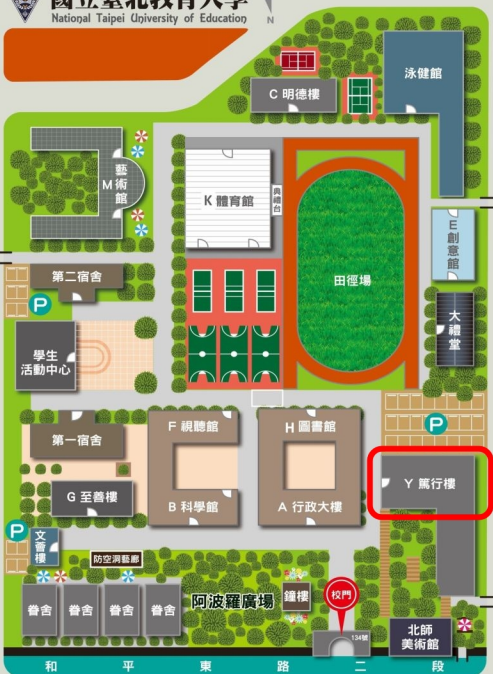 國立臺北教育大學
National Taipei University of Education
N
C 明德樓
泳健館
M 藝術館
K 體育館
典禮台
E 創意館
第二宿舍
P
田徑場
大禮堂
學生
活動中心
P
F 視聽館
H 圖書館
第一宿舍
Y 篤行樓
G 至善樓
B 科學館
A 行政大樓
P
文薈樓
防空洞藝廊
眷舍
眷舍
眷舍
眷舍
阿波羅廣場
鐘樓
校門
134號
北師
美術館
和平東路二段